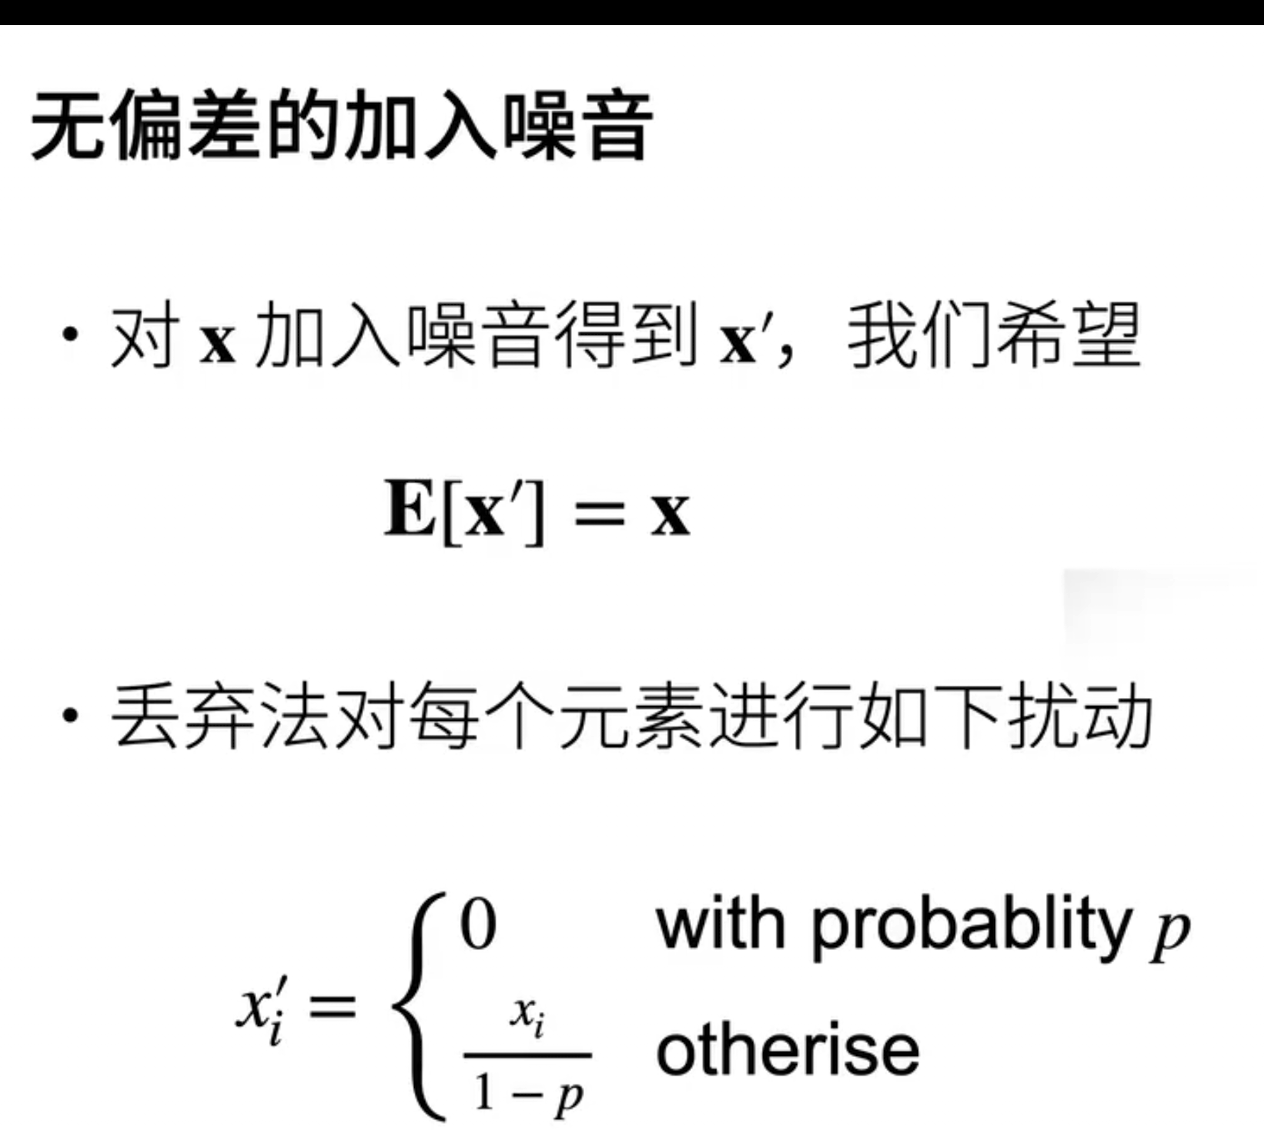 无偏差的加入噪音
• 对 x 加入噪音得到 x′，我们希望
E[x′] = x
• 丢弃法对每个元素进行如下扰动
0 with probablity p
x′ᵢ = {
xᵢ / (1 − p) otherise